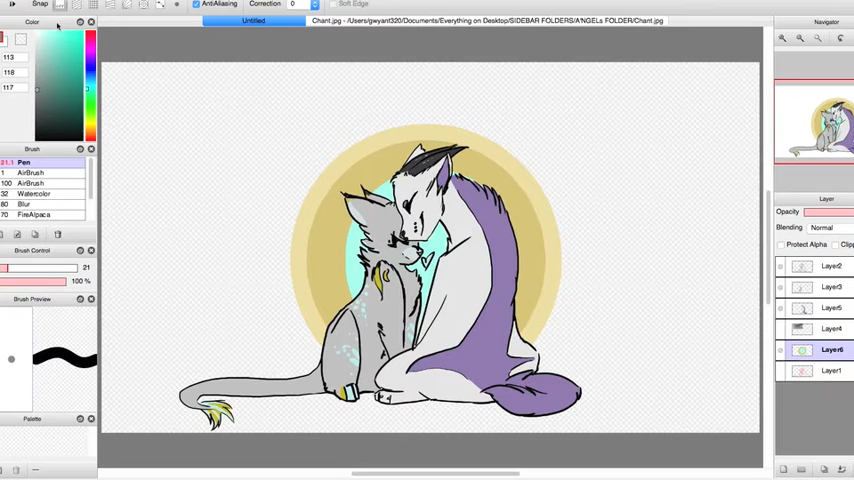 Snap
AntiAliasing
Correction
0
Soft Edge
Color
Untitled
Chant.jpg - /Users/gwyant320/Documents/Everything on Desktop/SIDEBAR FOLDERS/A'NGELs FOLDER/Chant.jpg
Navigator
113
118
117
Brush
21.1 Pen
1 AirBrush
100 AirBrush
32 Watercolor
80 Blur
70 FireAlpaca
Brush Control
21
100 %
Brush Preview
Palette
Layer
Opacity
Blending Normal
Protect Alpha
Clipp
Layer2
Layer3
Layer5
Layer4
Layer6
Layer1